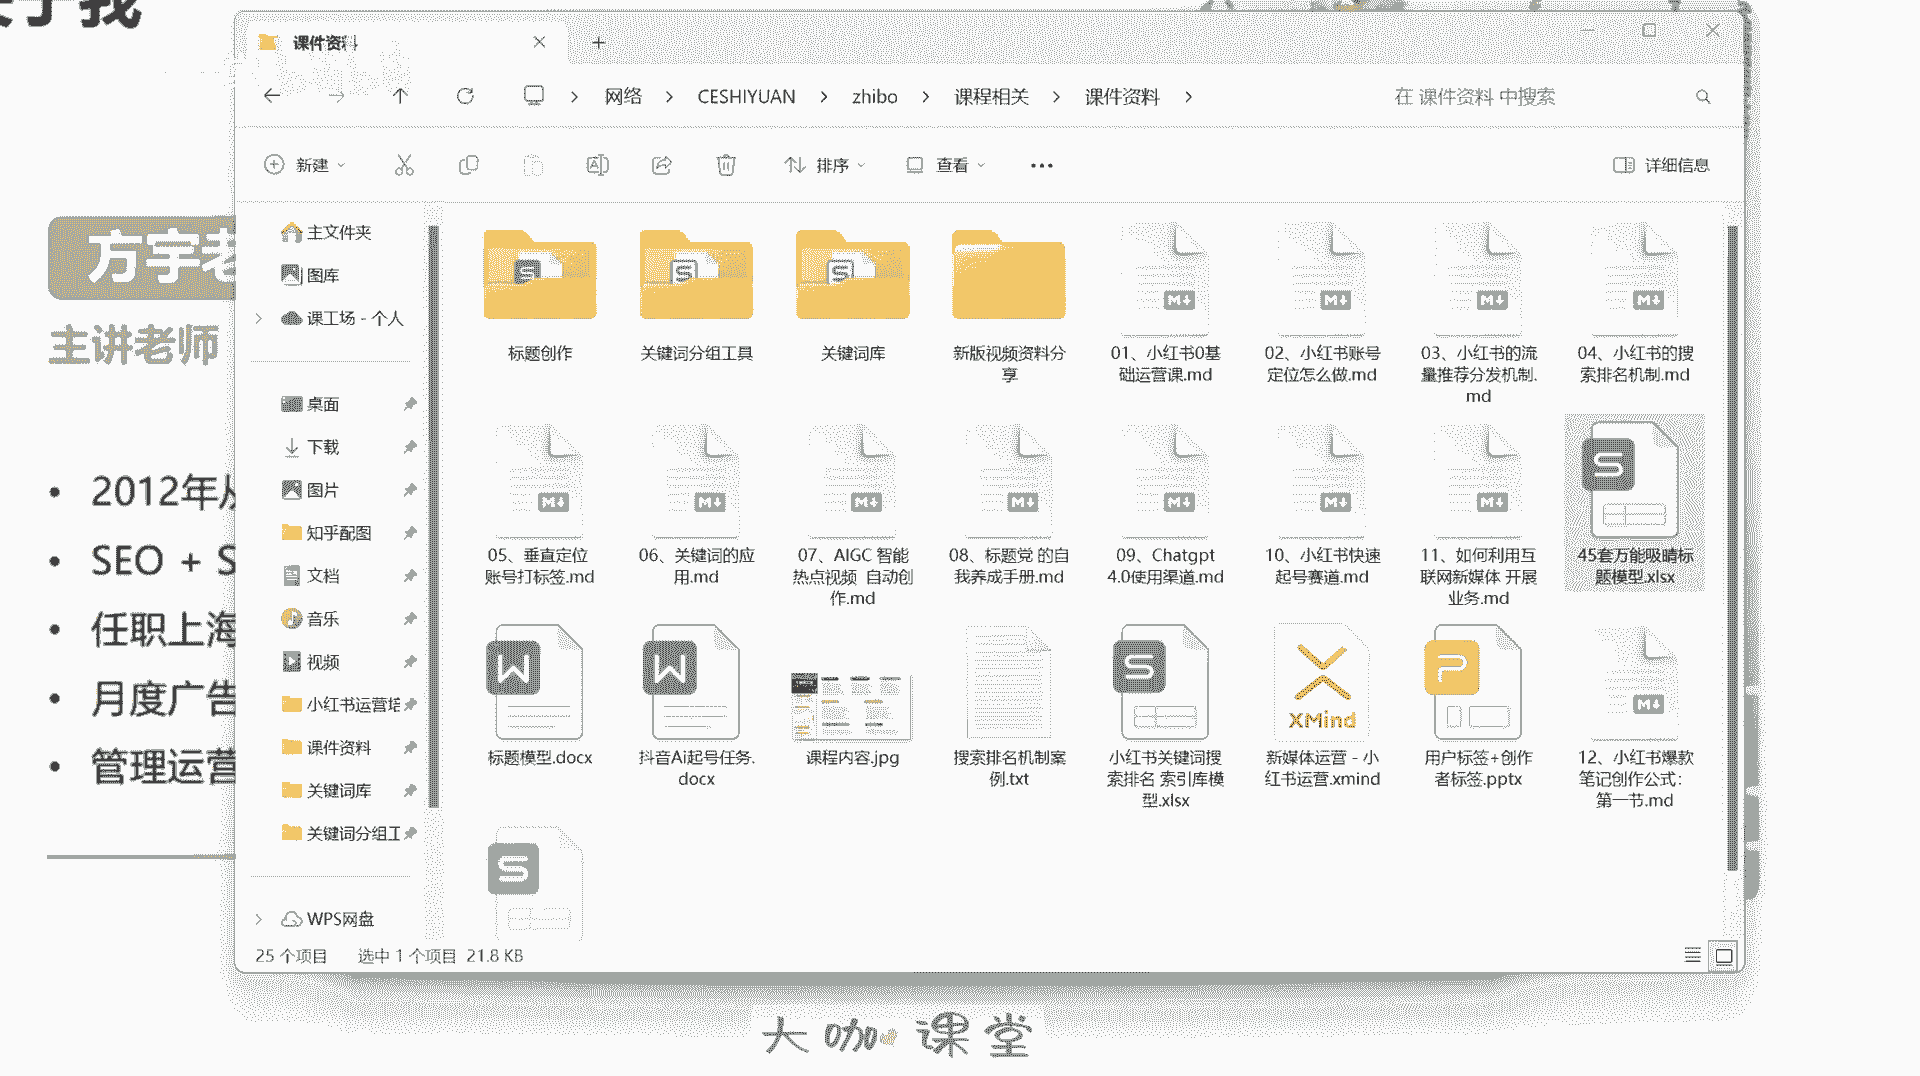 关于我
课件资料
网络 CESHIYUAN zhibo 课程相关 课件资料
在 课件资料 中搜索
新建
排序
查看
详细信息
方宇老
主讲老师
2012年从
SEO + S
任职上海
月度广告
管理运营
主文件夹
图库
课工场 - 个人
桌面
下载
图片
知乎配图
文档
音乐
视频
小红书运营培
课件资料
关键词库
关键词分组工
WPS网盘
标题创作
关键词分组工具
关键词库
新版视频资料分
享
01、小红书0基
础运营课.md
02、小红书账号
定位怎么做.md
03、小红书的流
量推荐分发机制.
md
04、小红书的搜
索排名机制.md
05、垂直定位
账号打标签.md
06、关键词的应
用.md
07、AIGC 智能
热点视频 自动创
作.md
08、标题党 的自
我养成手册.md
09、Chatgpt
4.0使用渠道.md
10、小红书快速
起号赛道.md
11、如何利用互
联网新媒体 开展
业务.md
45套万能吸睛标
题模型.xlsx
标题模型.docx
抖音Ai起号任务.
docx
课程内容.jpg
搜索排名机制案
例.txt
小红书关键词搜
索排名 索引库模
型.xlsx
XMind
新媒体运营 - 小
红书运营.xmind
用户标签+创作
者标签.pptx
12、小红书爆款
笔记创作公式：
第一节.md
25 个项目 选中 1 个项目 21.8 KB
大咖课堂